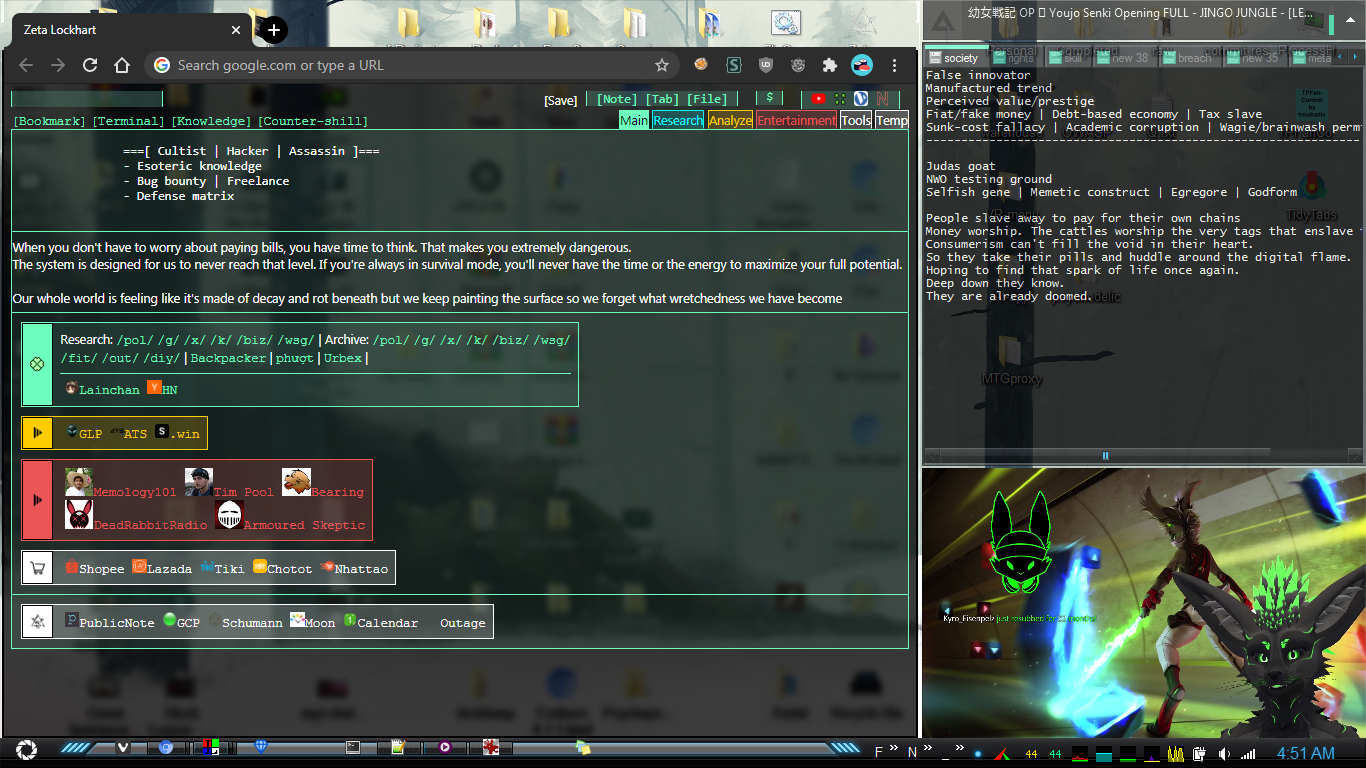 Zeta Lockhart
Search google.com or type a URL
[Save] [Note] [Tab] [File] $
[Bookmark] [Terminal] [Knowledge] [Counter-shill]
Main Research Analyze Entertainment Tools Temp
===[ Cultist | Hacker | Assassin ]===
- Esoteric knowledge
- Bug bounty | Freelance
- Defense matrix
When you don't have to worry about paying bills, you have time to think. That makes you extremely dangerous.
The system is designed for us to never reach that level. If you're always in survival mode, you'll never have the time or the energy to maximize your full potential.
Our whole world is feeling like it's made of decay and rot beneath but we keep painting the surface so we forget what wretchedness we have become
Research: /pol/ /g/ /x/ /k/ /biz/ /wsg/ | Archive: /pol/ /g/ /x/ /k/ /biz/ /wsg/
/fit/ /out/ /diy/ | Backpacker | phượt | Urbex |
Lainchan HN
GLP ATS .win
Memology101 Tim Pool Bearing
DeadRabbitRadio Armoured Skeptic
Shopee Lazada Tiki Chotot Nhattao
PublicNote GCP Schumann Moon Calendar Outage
幼女戦記 OP Youjo Senki Opening FULL - JINGO JUNGLE - [LE...
society rights skill new 38 breach new 35 meta
False innovator
Manufactured trend
Perceived value/prestige
Fiat/fake money | Debt-based economy | Tax slave
Sunk-cost fallacy | Academic corruption | Wagie/brainwash
Judas goat
NWO testing ground
Selfish gene | Memetic construct | Egregore | Godform
People slave away to pay for their own chains
Money worship. The cattles worship the very tags that enslave
Consumerism can't fill the void in their heart.
So they take their pills and huddle around the digital flame.
Hoping to find that spark of life once again.
Deep down they know.
They are already doomed.
TidyTabs
MTGproxy
Kyro_Eisenpelz just resubbed for
F » N » _ » 44 44 4:51 AM